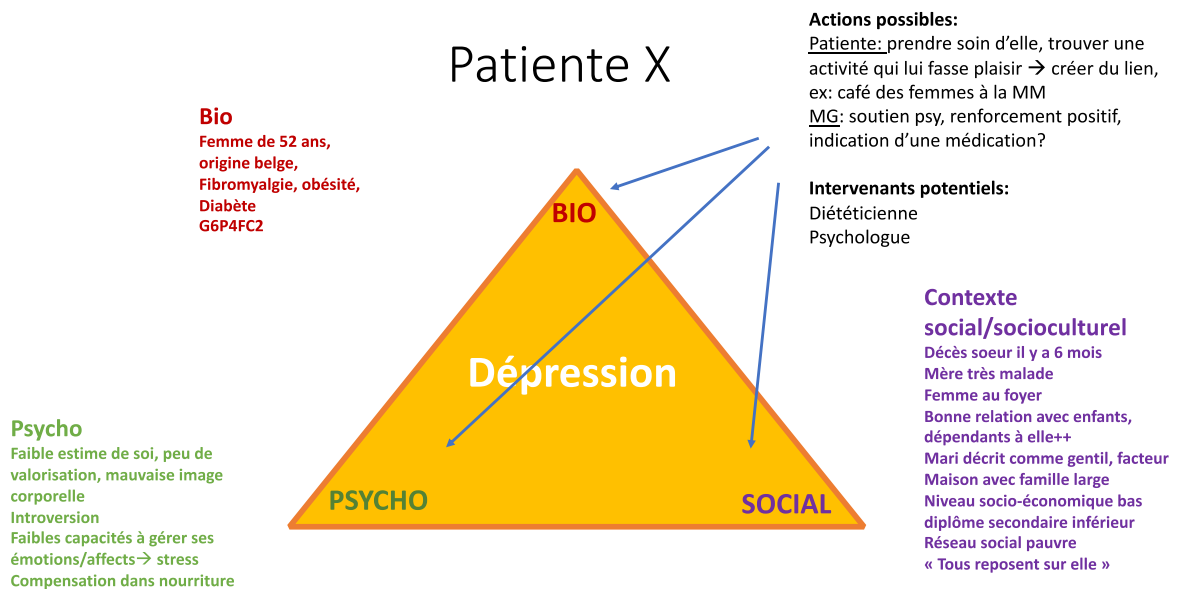 Patiente X
Actions possibles:
Patiente: prendre soin d'elle, trouver une
activité qui lui fasse plaisir → créer du lien,
ex: café des femmes à la MM
MG: soutien psy, renforcement positif,
indication d'une médication?
Intervenants potentiels:
Diététicienne
Psychologue
Bio
Femme de 52 ans,
origine belge,
Fibromyalgie, obésité,
Diabète
G6P4FC2
BIO
Dépression
PSYCHO
SOCIAL
Contexte
social/socioculturel
Décès soeur il y a 6 mois
Mère très malade
Femme au foyer
Bonne relation avec enfants,
dépendants à elle++
Mari décrit comme gentil, facteur
Maison avec famille large
Niveau socio-économique bas
diplôme secondaire inférieur
Réseau social pauvre
« Tous reposent sur elle »
Psycho
Faible estime de soi, peu de
valorisation, mauvaise image
corporelle
Introversion
Faibles capacités à gérer ses
émotions/affects→ stress
Compensation dans nourriture